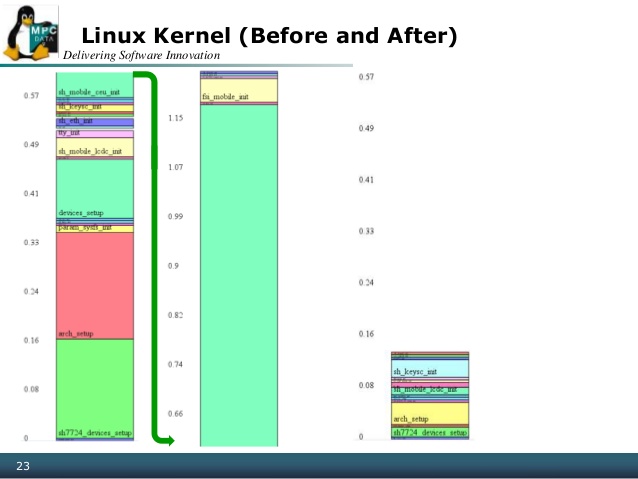 Linux Kernel (Before and After)
MPC
DATA
Delivering Software Innovation
0.57
0.49
0.41
0.33
0.24
0.16
0.08
0
sh_mobile_ceu_init
sh_keysc_init
sh_eth_init
tty_init
sh_mobile_lcdc_init
devices_setup
param_sysfs_init
arch_setup
sh7724_devices_setup
1.15
1.07
0.99
0.9
0.82
0.74
0.66
fsi_mobile_init
0.57
0.49
0.41
0.33
0.24
0.16
0.08
0
sh_keysc_init
sh_mobile_lcdc_init
arch_setup
sh7724_devices_setup
23